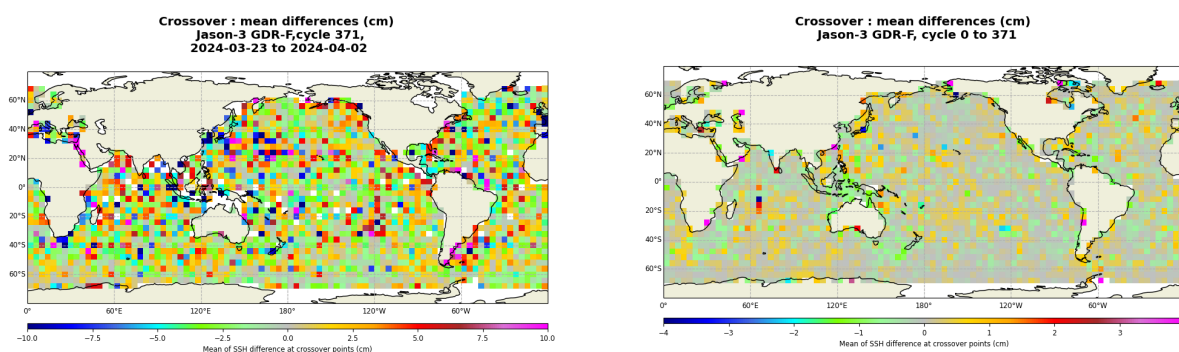 Crossover : mean differences (cm)
Jason-3 GDR-F,cycle 371,
2024-03-23 to 2024-04-02
60°N
40°N
20°N
0°
20°S
40°S
60°S
0° 60°E 120°E 180° 120°W 60°W
−10.0 −7.5 −5.0 −2.5 0.0 2.5 5.0 7.5 10.0
Mean of SSH difference at crossover points (cm)
Crossover : mean differences (cm)
Jason-3 GDR-F, cycle 0 to 371
60°N
40°N
20°N
0°
20°S
40°S
60°S
0° 60°E 120°E 180° 120°W 60°W
−4 −3 −2 −1 0 1 2 3
Mean of SSH difference at crossover points (cm)